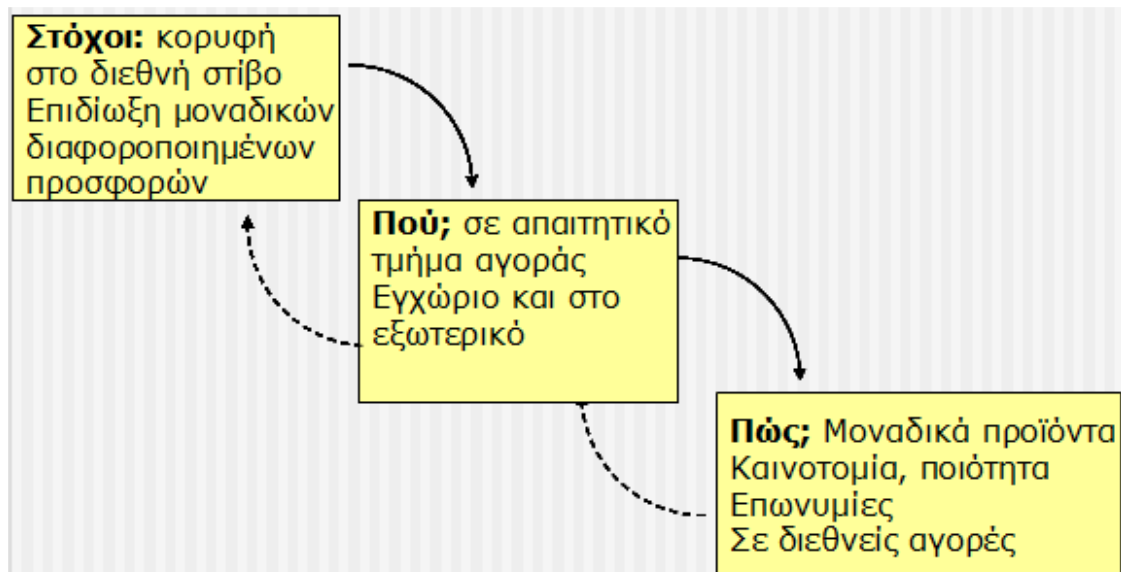 Στόχοι: κορυφή
στο διεθνή στίβο
Επιδίωξη μοναδικών
διαφοροποιημένων
προσφορών
Πού; σε απαιτητικό
τμήμα αγοράς
Εγχώριο και στο
εξωτερικό
Πώς; Μοναδικά προϊόντα
Καινοτομία, ποιότητα
Επωνυμίες
Σε διεθνείς αγορές